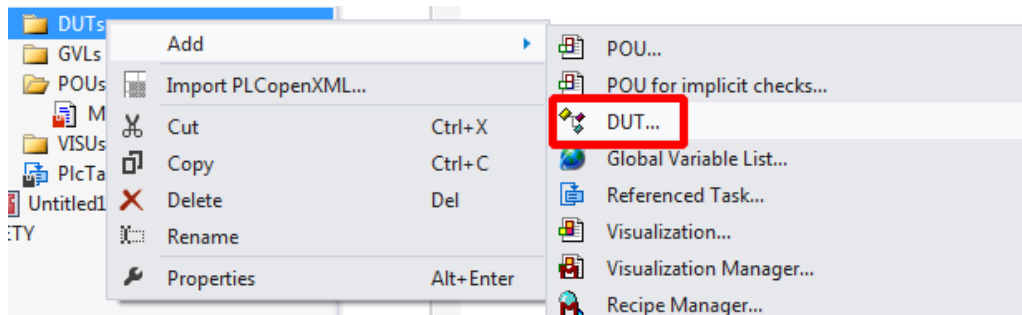 DUTs
GVLs
POUs
M
VISUs
PlcTa
Untitled1
ETY
Add
Import PLCopenXML...
Cut Ctrl+X
Copy Ctrl+C
Delete Del
Rename
Properties Alt+Enter
POU...
POU for implicit checks...
DUT...
Global Variable List...
Referenced Task...
Visualization...
Visualization Manager...
Recipe Manager...